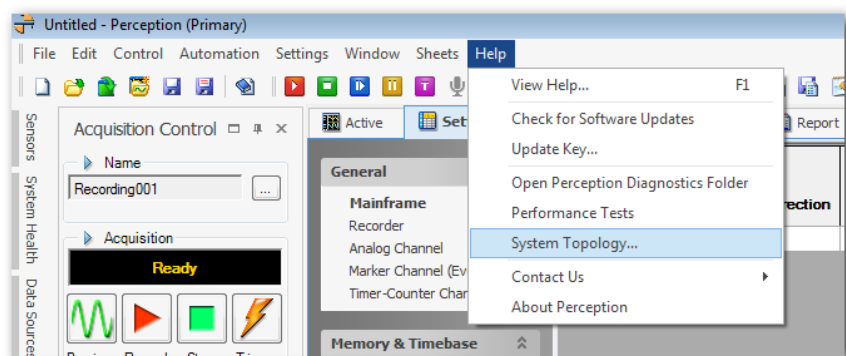 Untitled - Perception (Primary)
File Edit Control Automation Settings Window Sheets Help
View Help... F1
Check for Software Updates
Update Key...
Open Perception Diagnostics Folder
Performance Tests
System Topology...
Contact Us
About Perception
Sensors
System Health
Data Sources
Acquisition Control
Name
Recording001
...
Acquisition
Ready
Active
Set
Report
General
Mainframe
Recorder
Analog Channel
Marker Channel (Ev
Timer-Counter Char
Memory & Timebase
rection